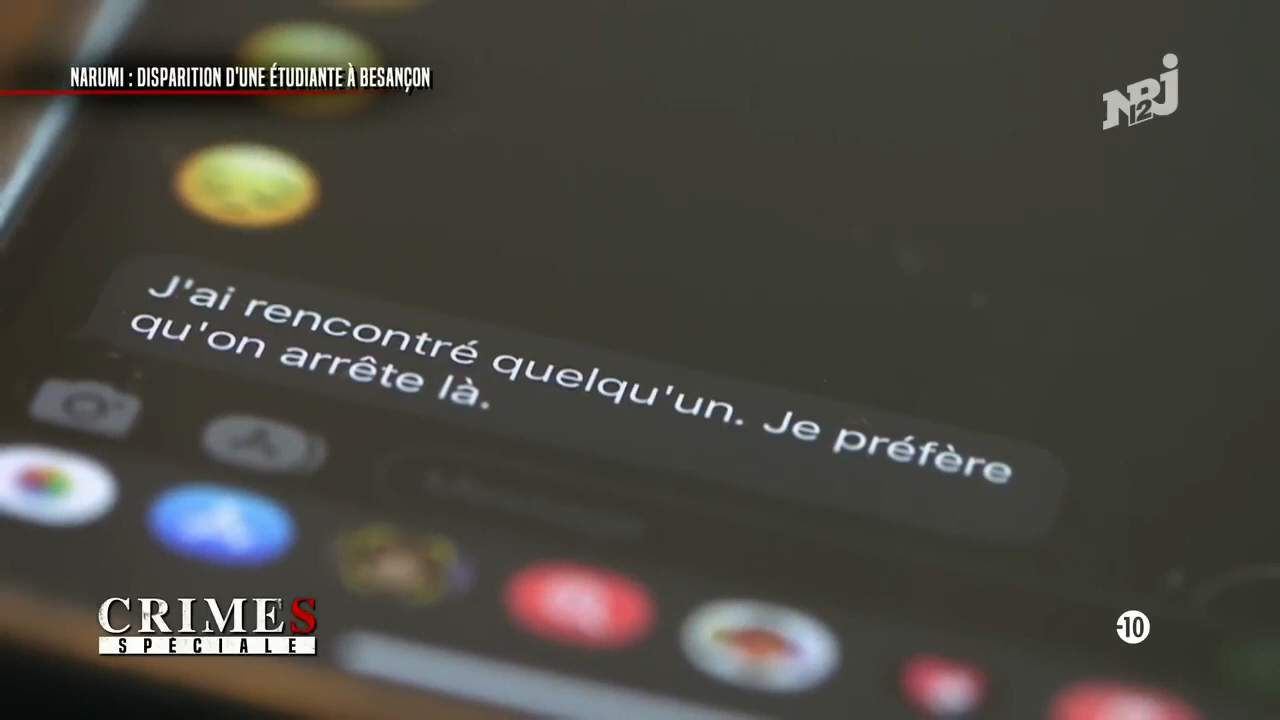 NARUMI : DISPARITION D'UNE ÉTUDIANTE À BESANÇON
NRJ
12
J'ai rencontré quelqu'un. Je préfère
qu'on arrête là.
CRIMES
SPÉCIALE
-10